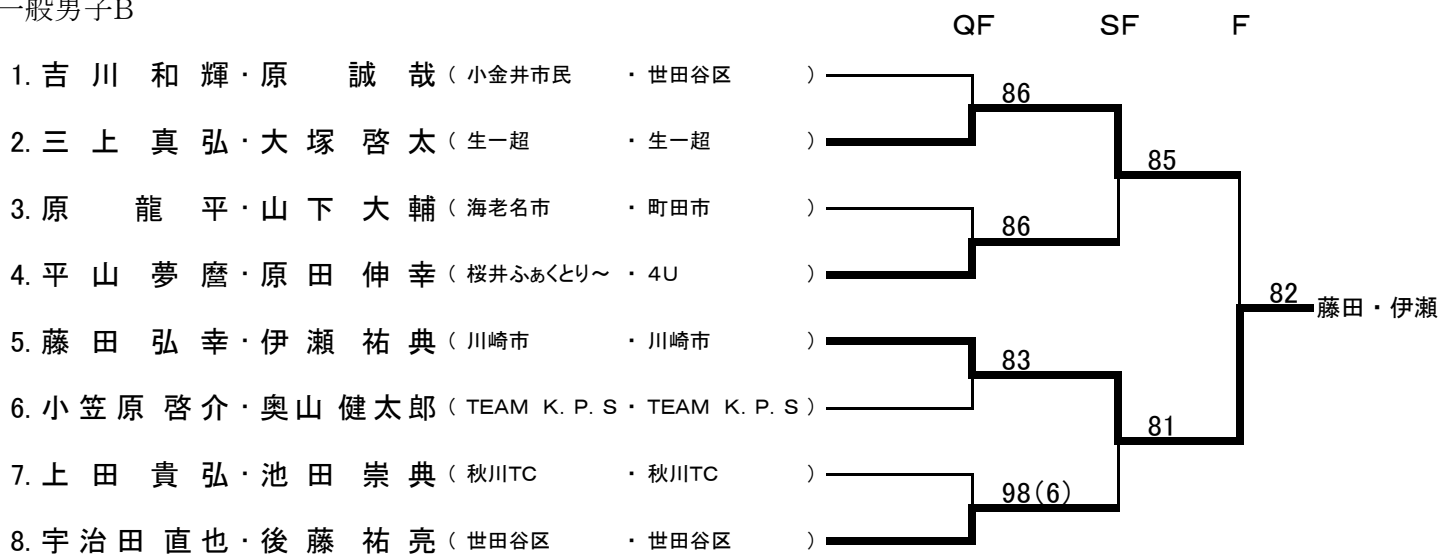 一般男子B
QF SF F
1. 吉 川 和 輝・原 誠 哉 ( 小金井市民 ・ 世田谷区 )
86
2. 三 上 真 弘・大 塚 啓 太 ( 生一超 ・ 生一超 )
85
3. 原 龍 平・山 下 大 輔 ( 海老名市 ・ 町田市 )
86
4. 平 山 夢 麿・原 田 伸 幸 ( 桜井ふぁくとり～ ・ 4U )
82 藤田・伊瀬
5. 藤 田 弘 幸・伊 瀬 祐 典 ( 川崎市 ・ 川崎市 )
83
6. 小 笠 原 啓 介・奥 山 健 太 郎 ( TEAM K.P.S ・ TEAM K.P.S )
81
7. 上 田 貴 弘・池 田 崇 典 ( 秋川TC ・ 秋川TC )
98(6)
8. 宇 治 田 直 也・後 藤 祐 亮 ( 世田谷区 ・ 世田谷区 )